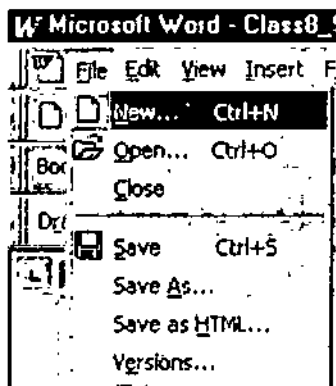 Microsoft Word - Class8_
File Edit View Insert F
New... Ctrl+N
Open... Ctrl+O
Close
Save Ctrl+S
Save As...
Save as HTML...
Versions...